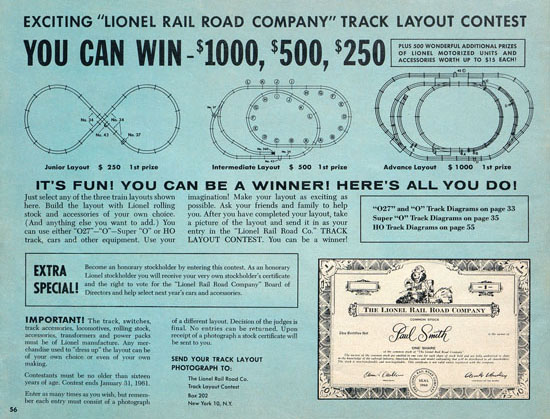 EXCITING "LIONEL RAIL ROAD COMPANY" TRACK LAYOUT CONTEST
YOU CAN WIN-$1000, $500, $250
PLUS 500 WONDERFUL ADDITIONAL PRIZES
OF LIONEL MOTORIZED UNITS AND
ACCESSORIES WORTH UP TO $15 EACH!
Junior Layout $ 250 1st prize
Intermediate Layout $ 500 1st prize
Advance Layout $ 1000 1st prize
IT'S FUN! YOU CAN BE A WINNER! HERE'S ALL YOU DO!
Just select any of the three train layouts shown
here. Build the layout with Lionel rolling
stock and accessories of your own choice.
(And anything else you want to add.) You
can use either "O27"—"O"—Super "O" or HO
track, cars and other equipment. Use your
imagination! Make your layout as exciting as
possible. Ask your friends and family to help
you. After you have completed your layout, take
a picture of the layout and send it in as your
entry in the "Lionel Rail Road Co." TRACK
LAYOUT CONTEST. You can be a winner!
"O27" and "O" Track Diagrams on page 33
Super "O" Track Diagrams on page 35
HO Track Diagrams on page 55
EXTRA
SPECIAL!
Become an honorary stockholder by entering this contest. As an honorary
Lionel stockholder you will receive your very own stockholder's certificate
and the right to vote for the "Lionel Rail Road Company" Board of
Directors and help select next year's cars and accessories.
IMPORTANT! The track, switches,
track accessories, locomotives, rolling stock,
accessories, transformers and power packs
must be of Lionel manufacture. Any mer-
chandise used to "dress up" the layout can be
of your own choice or even of your own
making.
Contestants must be no older than sixteen
years of age. Contest ends January 31, 1961.
Enter as many times as you wish, but remem-
ber each entry must consist of a photograph
of a different layout. Decision of the judges is
final. No entries can be returned. Upon
receipt of a photograph a stock certificate will
be sent to you.
SEND YOUR TRACK LAYOUT
PHOTOGRAPH TO:
The Lionel Rail Road Co.
Track Layout Contest
Box 202
New York 10, N.Y.
THE LIONEL RAIL ROAD COMPANY
COMMON STOCK
This Certifies that
Paul Smith
is the owner of
ONE SHARE
SEAL
1960
56